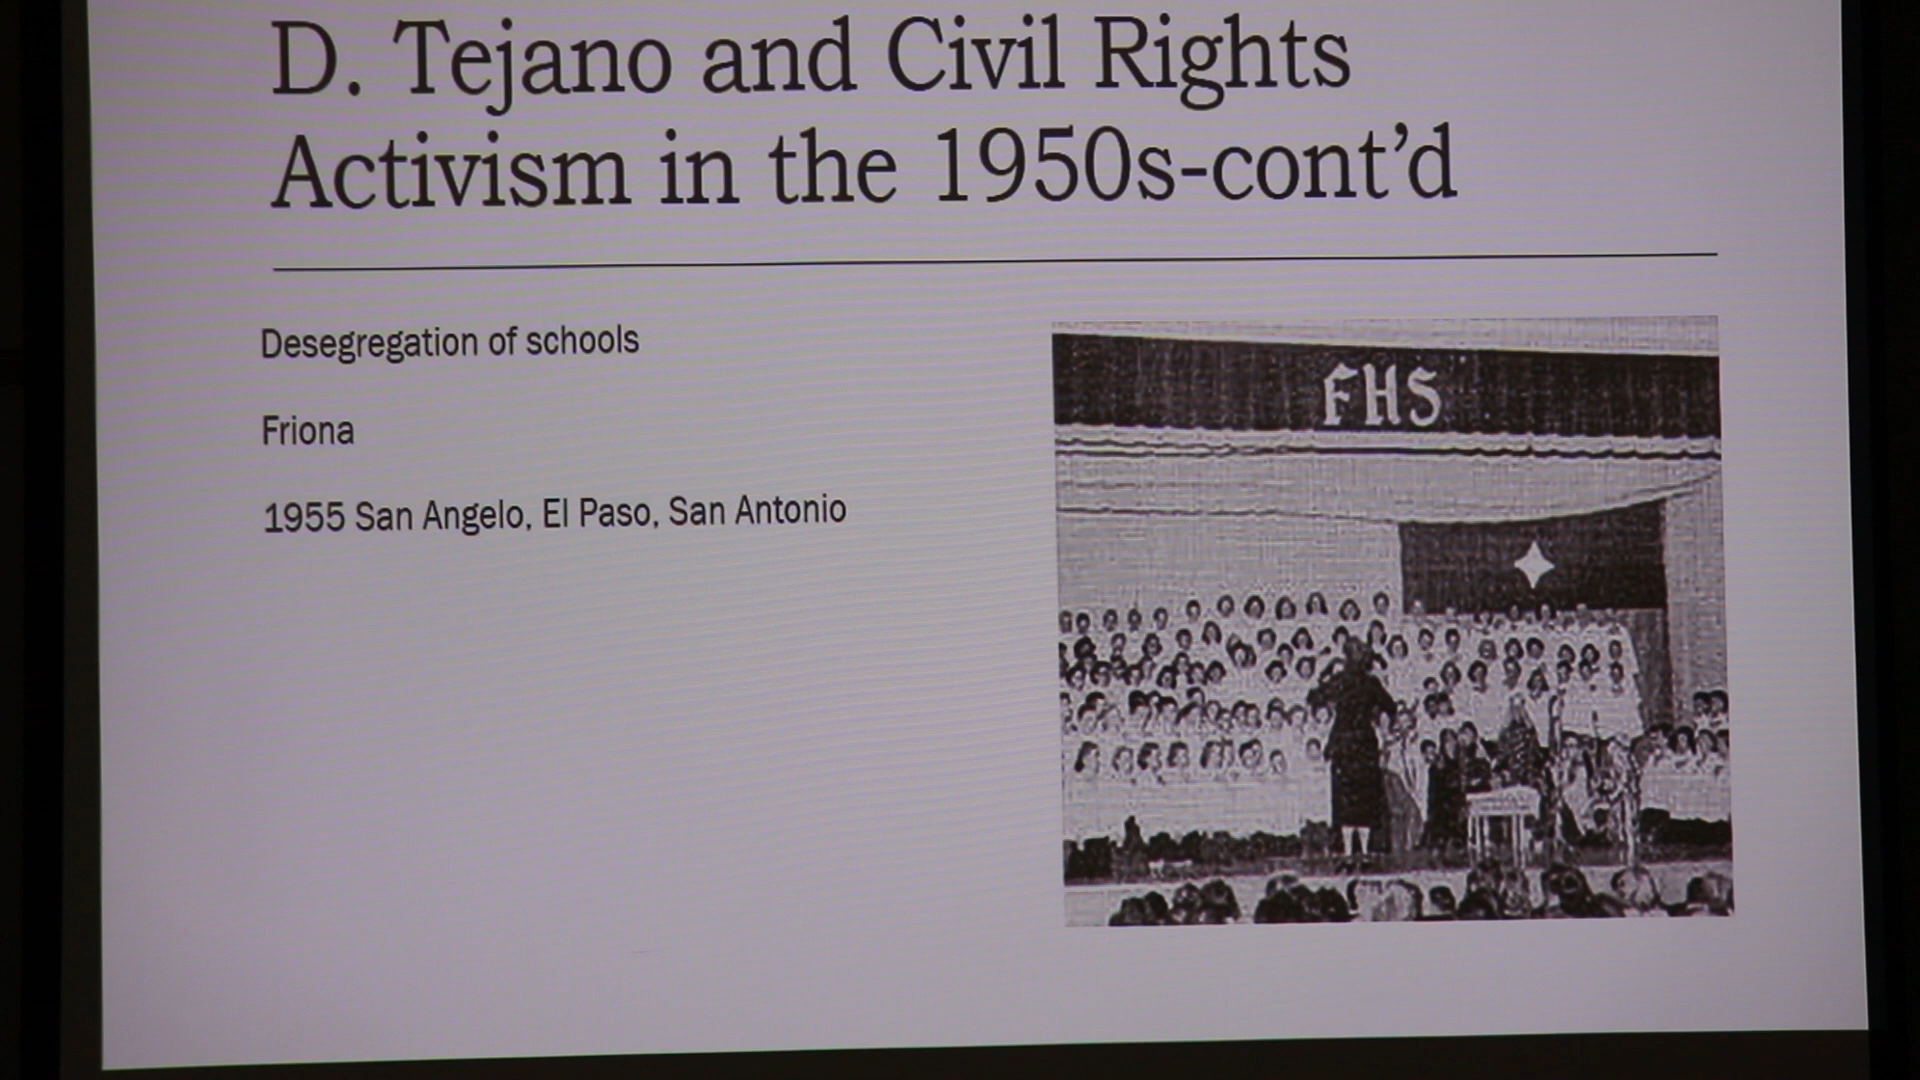 D. Tejano and Civil Rights
Activism in the 1950s-cont'd
Desegregation of schools
Friona
1955 San Angelo, El Paso, San Antonio
FHS